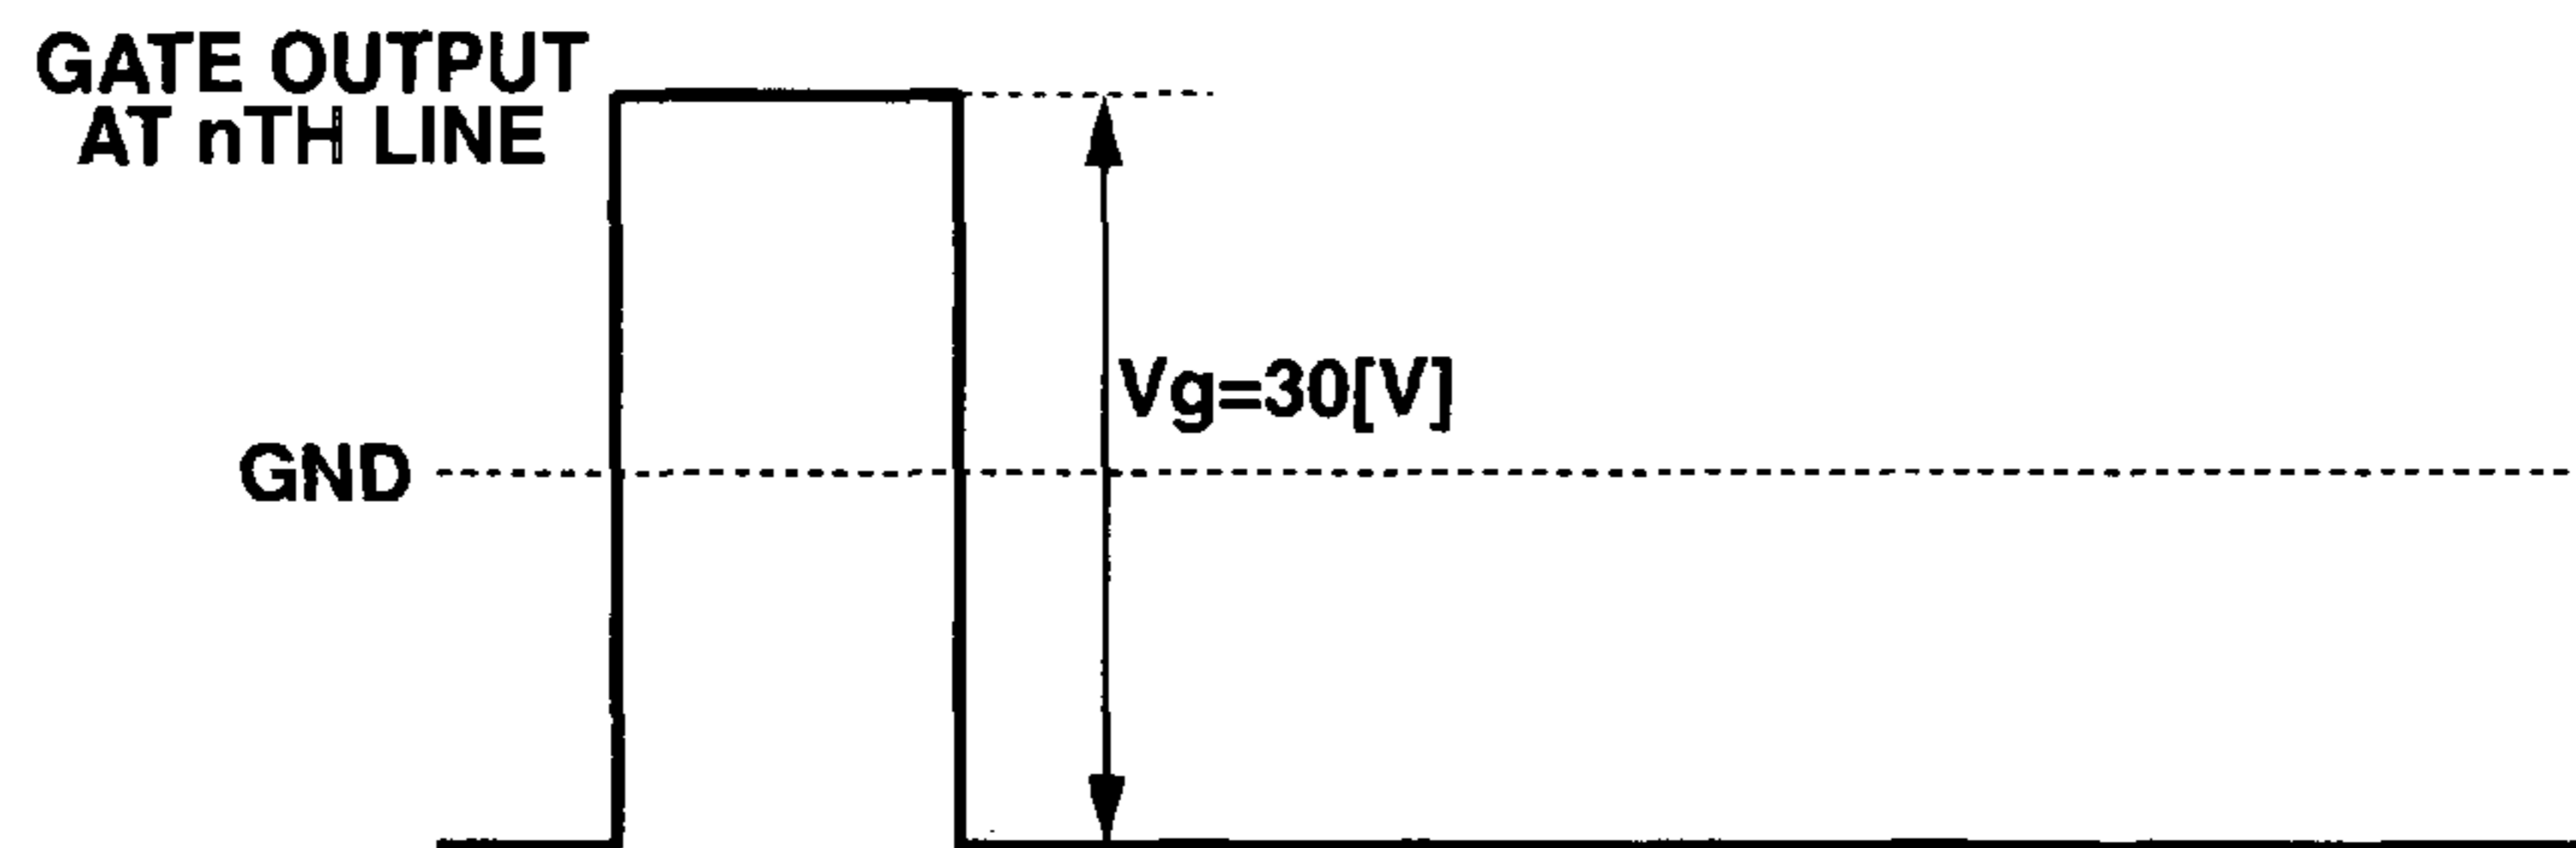 GATE OUTPUT
AT nTH LINE
Vg=30[V]
GND